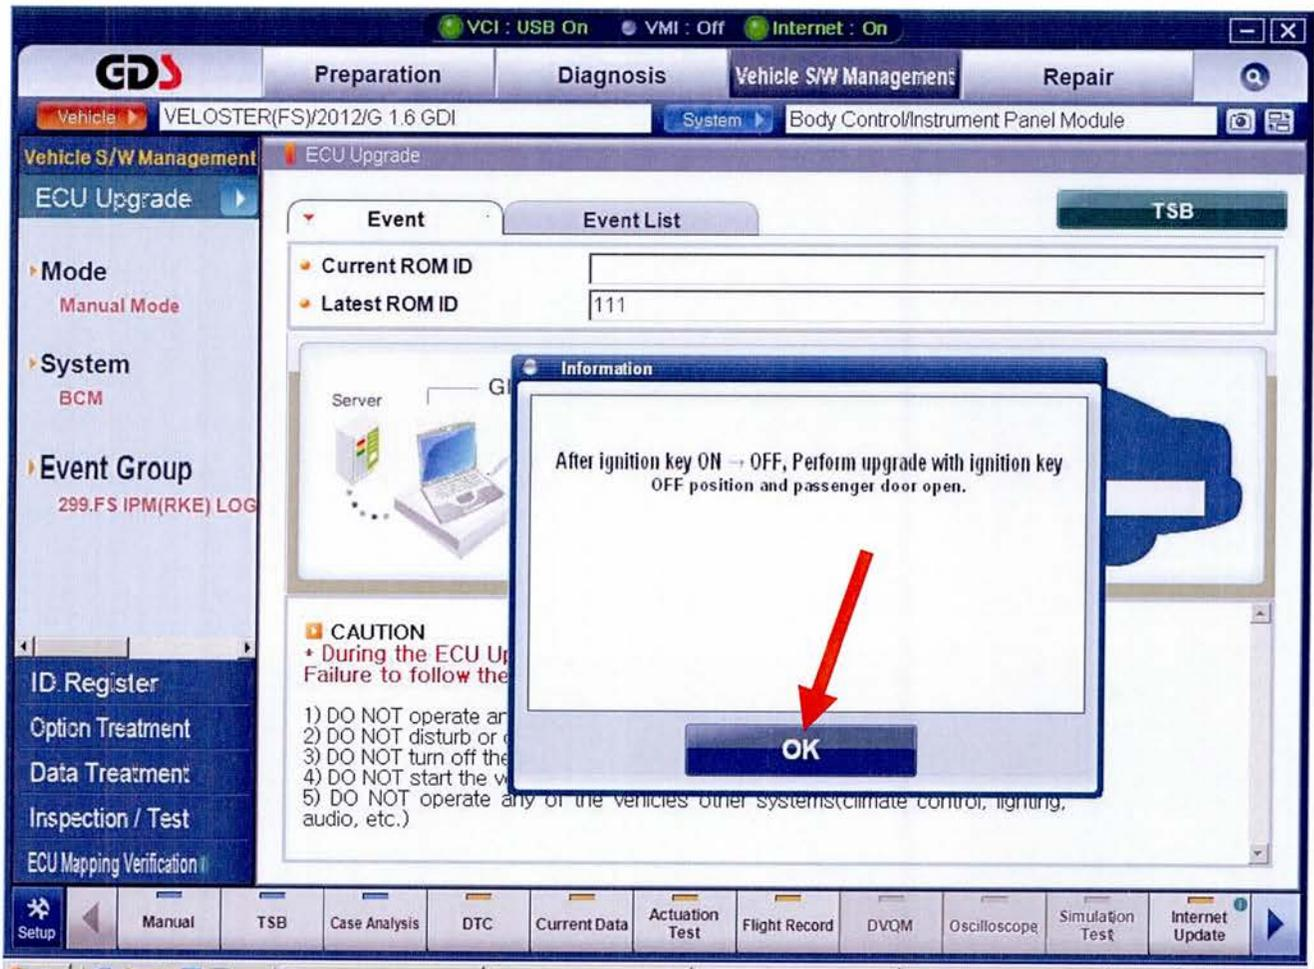 VCI : USB On VMI : Off Internet : On
GDS Preparation Diagnosis Vehicle S/W Management Repair
Vehicle VELOSTER(FS)/2012/G 1.6 GDI System Body Control/Instrument Panel Module
Vehicle S/W Management
ECU Upgrade
ECU Upgrade
Mode
Manual Mode
System
BCM
Event Group
299.FS IPM(RKE) LOG
ID Register
Option Treatment
Data Treatment
Inspection / Test
ECU Mapping Verification
Event Event List TSB
Current ROM ID
Latest ROM ID 111
Server
Information
After ignition key ON → OFF, Perform upgrade with ignition key
OFF position and passenger door open.
OK
CAUTION
During the ECU
Failure to follow the
1) DO NOT operate
2) DO NOT disturb or
3) DO NOT turn off the
4) DO NOT start the
5) DO NOT operate any of the vehicles other systems(climate control, lighting,
audio, etc.)
Setup Manual TSB Case Analysis DTC Current Data Actuation Test Flight Record DVQM Oscilloscope Simulation Test Internet Update